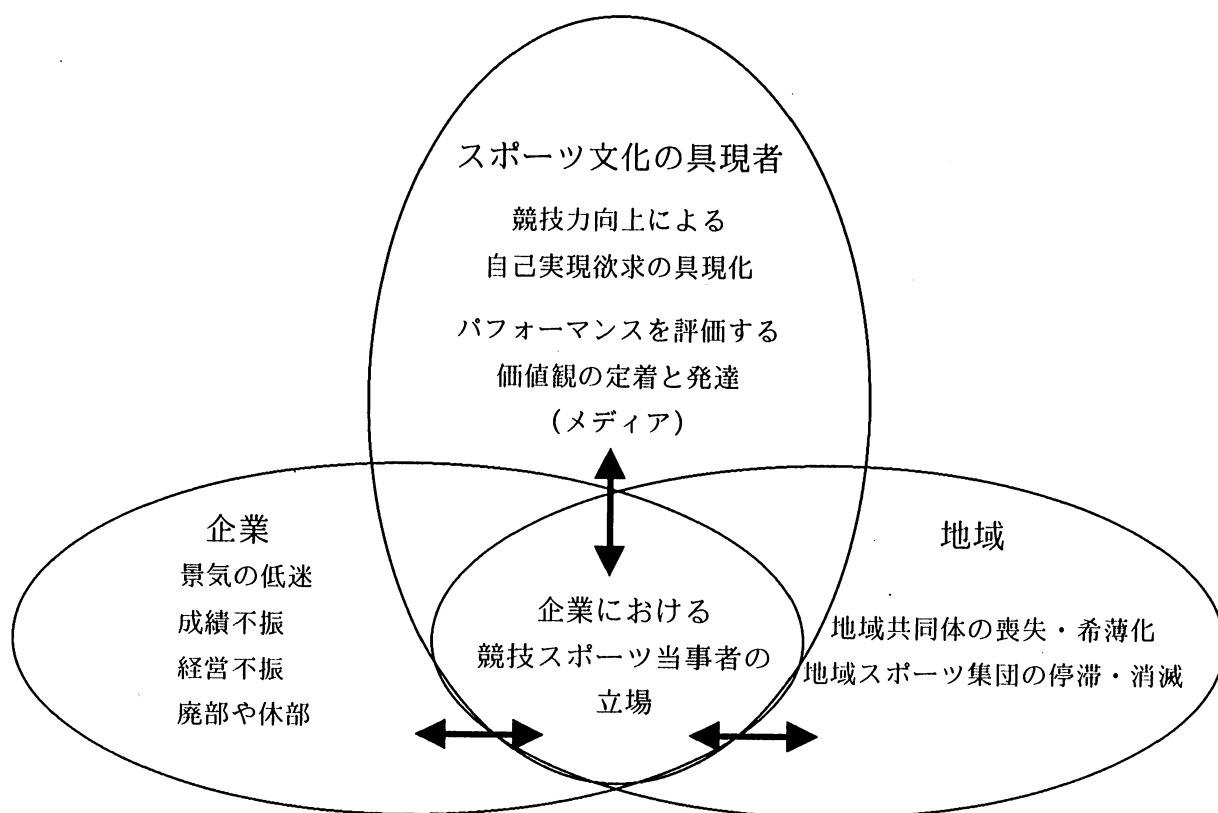 スポーツ文化の具現者
競技力向上による
自己実現欲求の具現化
パフォーマンスを評価する
価値観の定着と発達
(メディア)
企業
景気の低迷
成績不振
経営不振
廃部や休部
企業における
競技スポーツ当事者の
立場
地域
地域共同体の喪失・希薄化
地域スポーツ集団の停滞・消滅